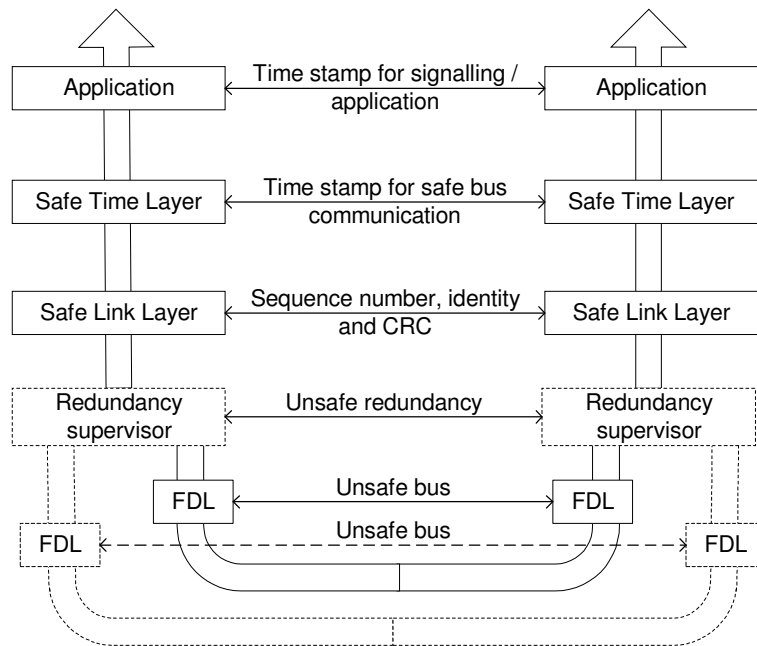 Application
Time stamp for signalling /
application
Application
Safe Time Layer
Time stamp for safe bus
communication
Safe Time Layer
Safe Link Layer
Sequence number, identity
and CRC
Safe Link Layer
Redundancy
supervisor
Unsafe redundancy
Redundancy
supervisor
FDL
Unsafe bus
FDL
FDL
Unsafe bus
FDL